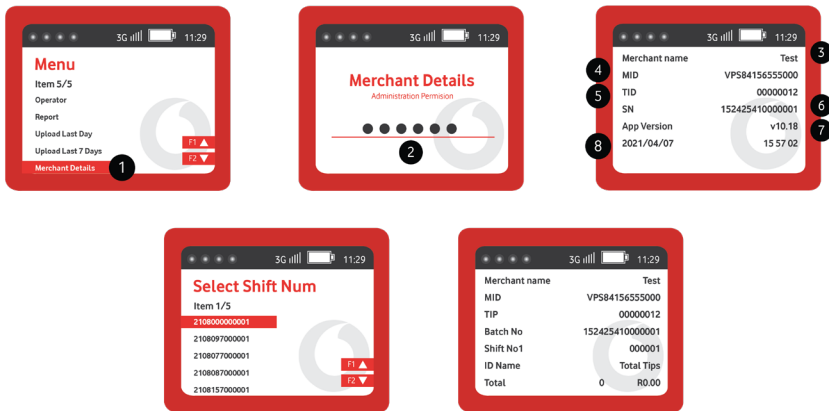 3G 11:29
Menu
Item 5/5
Operator
Report
Upload Last Day
Upload Last 7 Days
Merchant Details
F1
F2
1
3G 11:29
Merchant Details
Administration Permision
2
3G 11:29
Merchant name Test
3
4
MID VPS84156555000
5
TID 00000012
SN 152425410000001
6
App Version v10.18
7
8
2021/04/07 15 57 02
3G 11:29
Select Shift Num
Item 1/5
2108000000001
2108097000001
2108077000001
2108087000001
2108157000001
F1
F2
3G 11:29
Merchant name Test
MID VPS84156555000
TIP 00000012
Batch No 152425410000001
Shift No1 000001
ID Name Total Tips
Total 0 R0.00